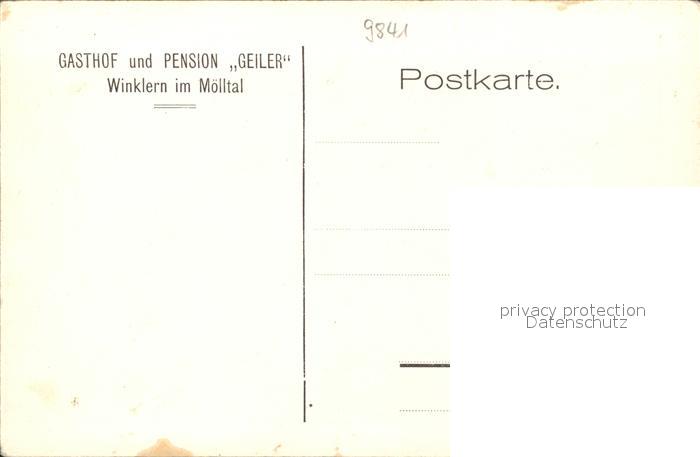 9841
GASTHOF und PENSION „GEILER“
Winklern im Mölltal
Postkarte.
privacy protection
Datenschutz